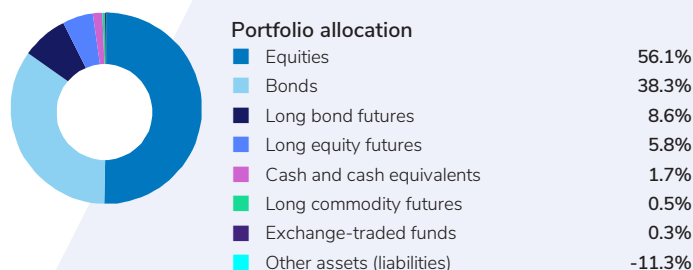 Portfolio allocation
Equities 56.1%
Bonds 38.3%
Long bond futures 8.6%
Long equity futures 5.8%
Cash and cash equivalents 1.7%
Long commodity futures 0.5%
Exchange-traded funds 0.3%
Other assets (liabilities) -11.3%